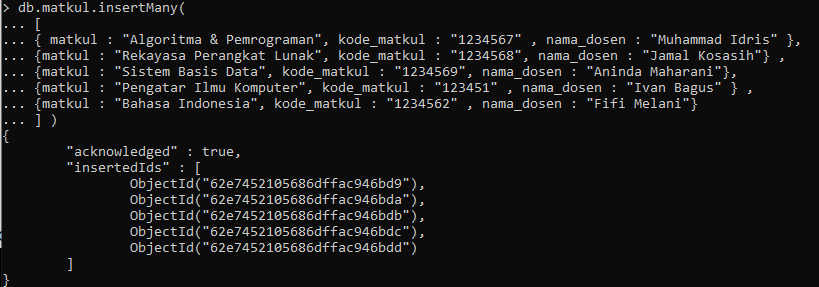 > db.matkul.insertMany(
... [
... { matkul : "Algoritma & Pemrograman", kode_matkul : "1234567" , nama_dosen : "Muhammad Idris" },
... {matkul : "Rekayasa Perangkat Lunak", kode_matkul : "1234568", nama_dosen : "Jamal Kosasih"} ,
... {matkul : "Sistem Basis Data", kode_matkul : "1234569", nama_dosen : "Aninda Maharani"},
... {matkul : "Pengatar Ilmu Komputer", kode_matkul : "123451" , nama_dosen : "Ivan Bagus" } ,
... {matkul : "Bahasa Indonesia", kode_matkul : "1234562" , nama_dosen : "Fifi Melani"}
... ] )
{
        "acknowledged" : true,
        "insertedIds" : [
                ObjectId("62e7452105686dffac946bd9"),
                ObjectId("62e7452105686dffac946bda"),
                ObjectId("62e7452105686dffac946bdb"),
                ObjectId("62e7452105686dffac946bdc"),
                ObjectId("62e7452105686dffac946bdd")
        ]
}